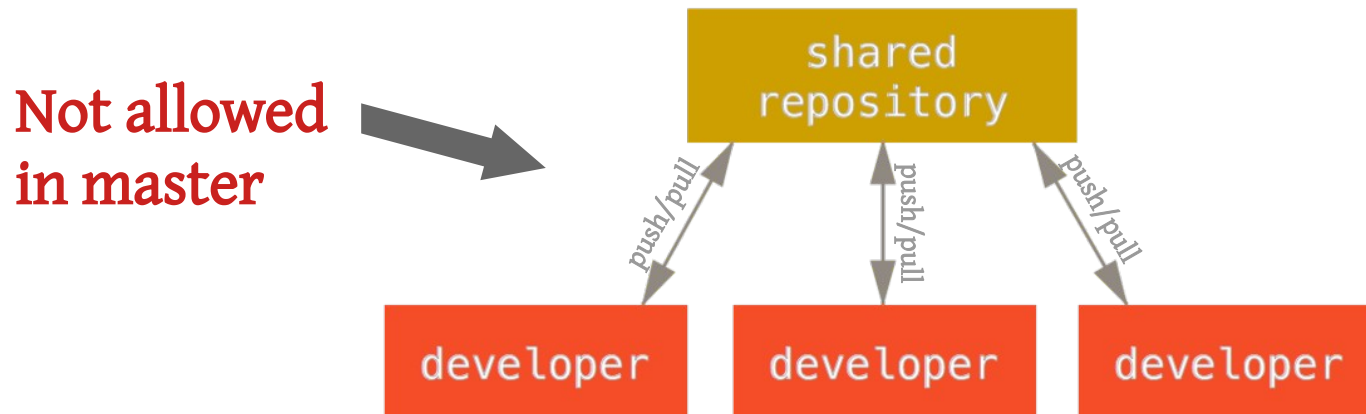 shared
repository
Not allowed
in master
push/pull
push/pull
push/pull
developer
developer
developer